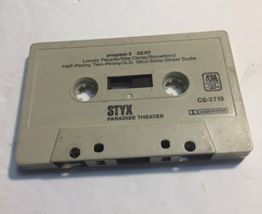 program 2
Lonely People/She Cares/Snowblind
Half-Penny, Two-Penny/A.D. 1958/State Street Sadie
A&M
STYX
PARADISE THEATER
CS-3719